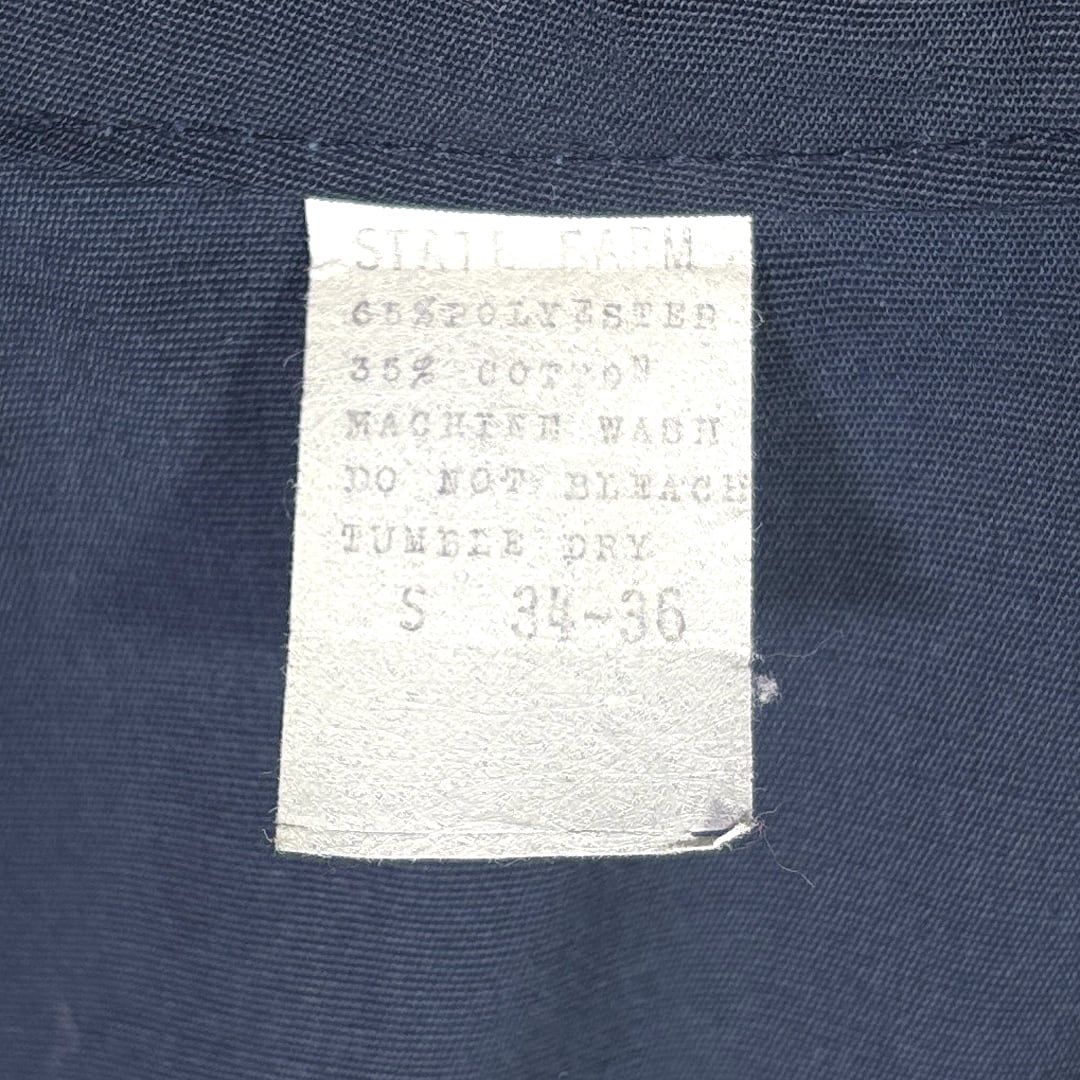 STATE FARM
65%POLYESTER
35% COTTON
MACHINE WASH
DO NOT BLEACH
TUMBLE DRY
S 34-36